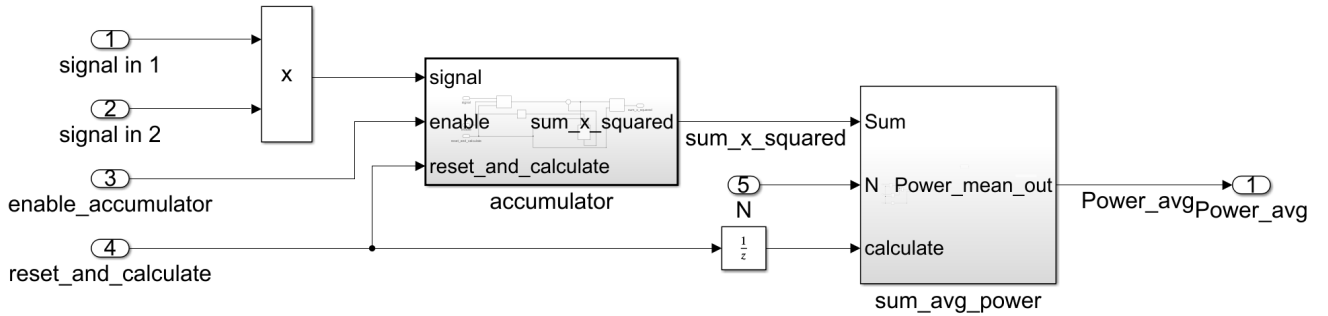 1
signal in 1
2
signal in 2
x
3
enable_accumulator
4
reset_and_calculate
signal
enable
sum_x_squared
reset_and_calculate
accumulator
sum_x_squared
5
N
1
z
Sum
N
Power_mean_out
calculate
sum_avg_power
Power_avg
1
Power_avg